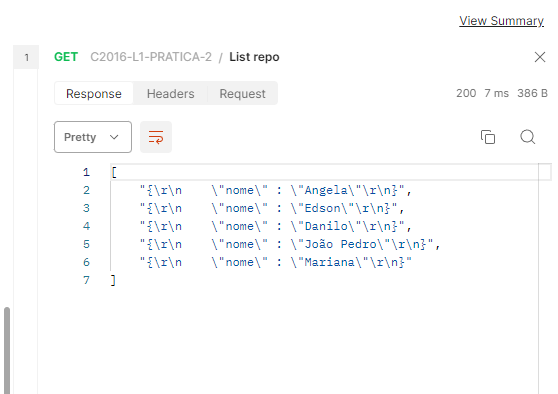 View Summary
1 GET C2016-L1-PRATICA-2 / List repo
Response Headers Request 200 7 ms 386 B
Pretty
1 [
2 "{\r\n    \"nome\" : \"Angela\"\r\n}",
3 "{\r\n    \"nome\" : \"Edson\"\r\n}",
4 "{\r\n    \"nome\" : \"Danilo\"\r\n}",
5 "{\r\n    \"nome\" : \"João Pedro\"\r\n}",
6 "{\r\n    \"nome\" : \"Mariana\"\r\n}"
7 ]